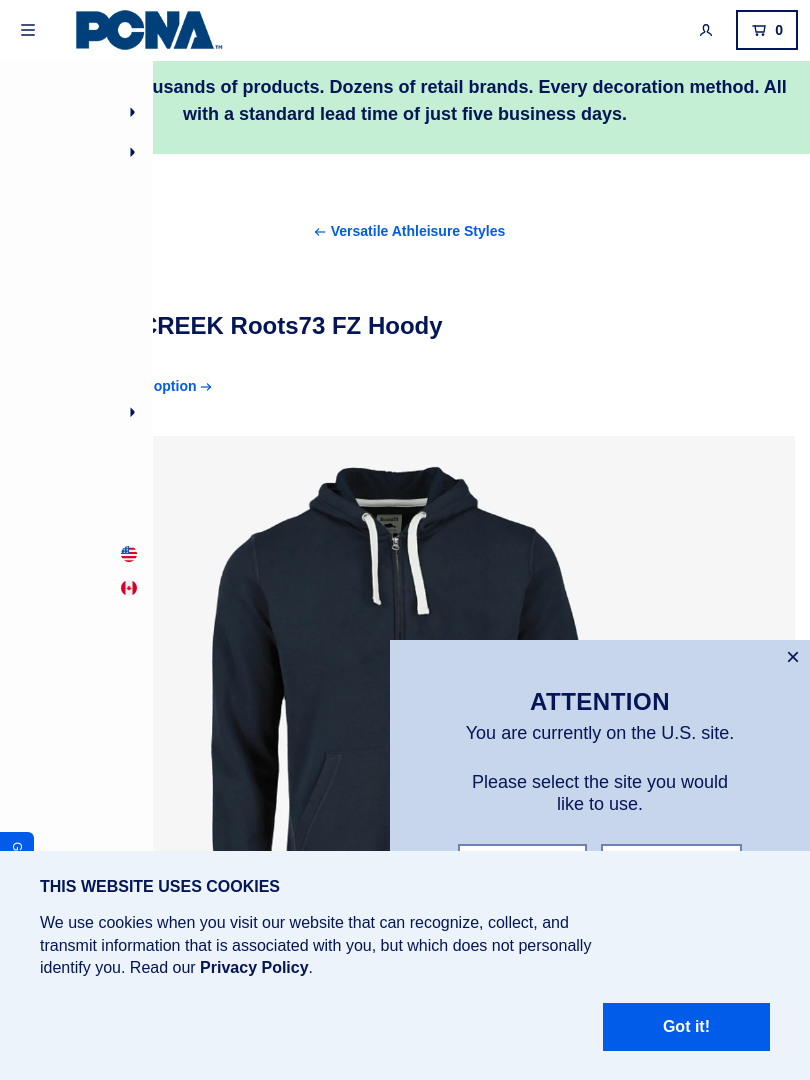 PCNA™
0
usands of products. Dozens of retail brands. Every decoration method. All
with a standard lead time of just five business days.
← Versatile Athleisure Styles
CREEK Roots73 FZ Hoody
option →
ATTENTION
You are currently on the U.S. site.
Please select the site you would
like to use.
G
THIS WEBSITE USES COOKIES
We use cookies when you visit our website that can recognize, collect, and
transmit information that is associated with you, but which does not personally
identify you. Read our Privacy Policy.
Got it!